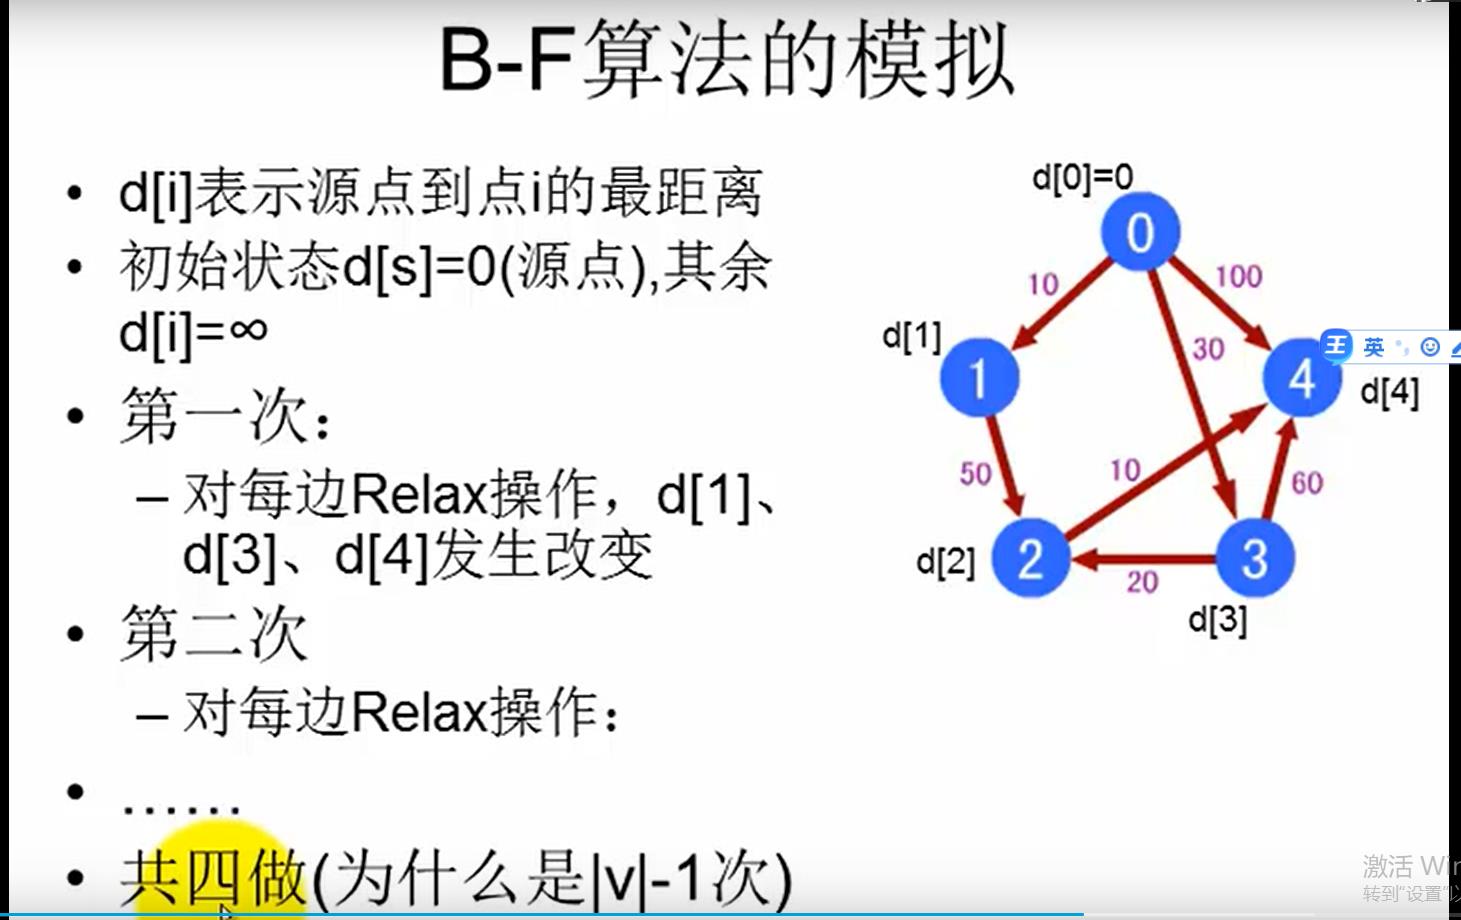 B-F算法的模拟
• d[i]表示源点到点i的最距离
• 初始状态d[s]=0(源点),其余
d[i]=∞
• 第一次：
– 对每边Relax操作，d[1]、
d[3]、d[4]发生改变
• 第二次
– 对每边Relax操作：
• ……
• 共四做(为什么是|v|-1次)
d[0]=0
0
10
100
30
d[1]
1
4
d[4]
王 英
50
10
60
d[2]
2
3
20
d[3]
激活 Win
转到"设置"以